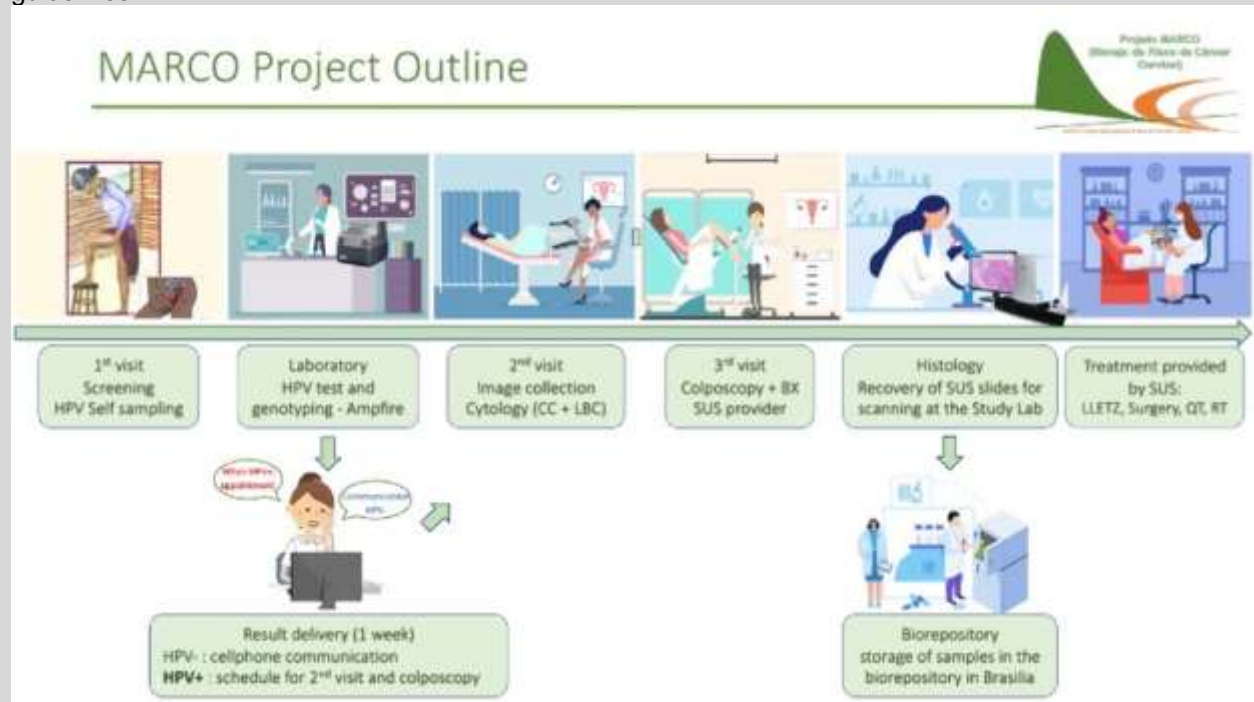 MARCO Project Outline
Projeto MARCO
1st visit
Screening
HPV Self sampling
Laboratory
HPV test and
genotyping - Ampfire
2nd visit
Image collection
Cytology (CC + LBC)
3rd visit
Colposcopy + BX
SUS provider
Histology
Recovery of SUS slides for
scanning at the Study Lab
Treatment provided
by SUS:
LLETZ, Surgery, QT, RT
Result delivery (1 week)
HPV- : cellphone communication
HPV+ : schedule for 2nd visit and colposcopy
Biorepository
storage of samples in the
biorepository in Brasilia